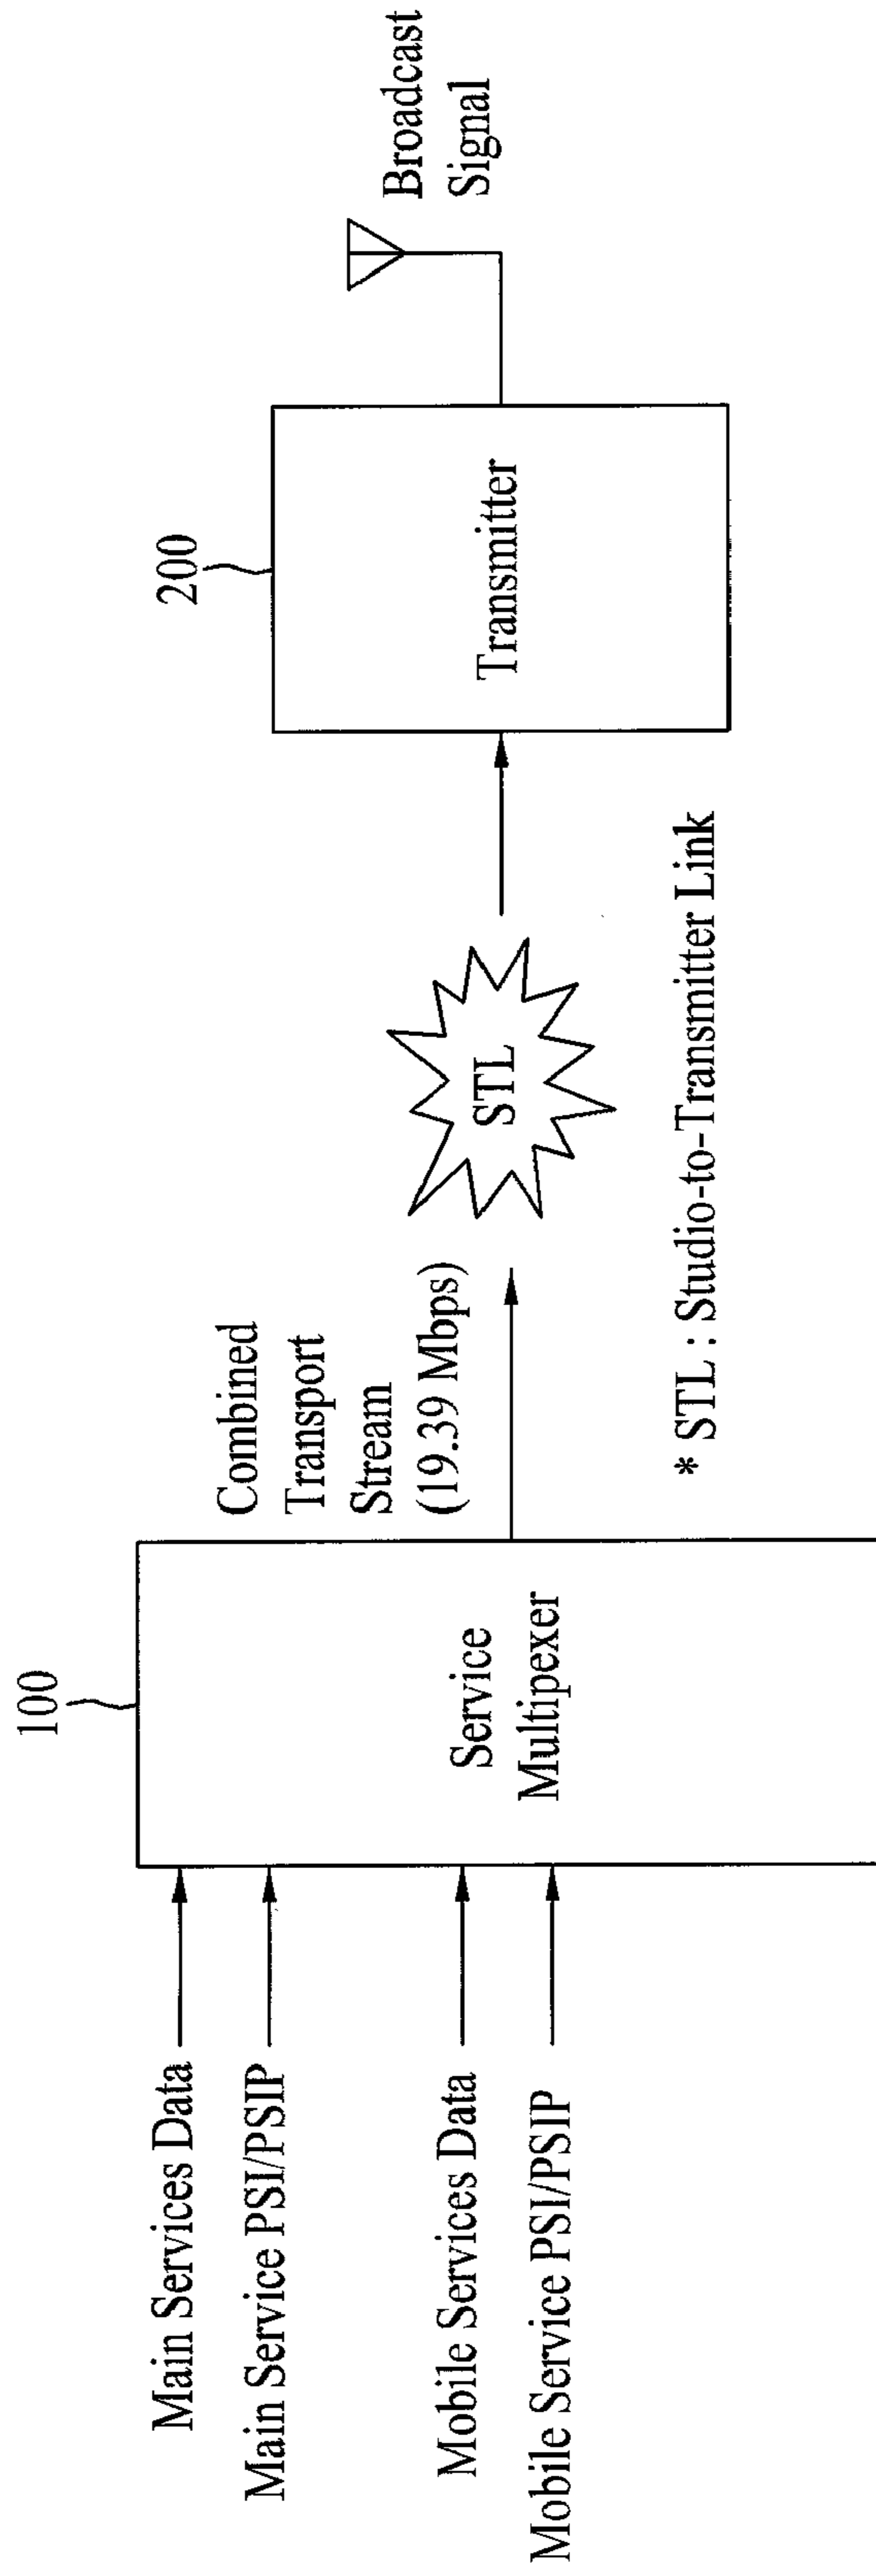 Main Services Data
Main Service PSI/PSIP
Mobile Services Data
Mobile Service PSI/PSIP
100
Service
Multipexer
Combined
Transport
Stream
(19.39 Mbps)
STL
200
Transmitter
Broadcast
Signal
* STL : Studio-to-Transmitter Link